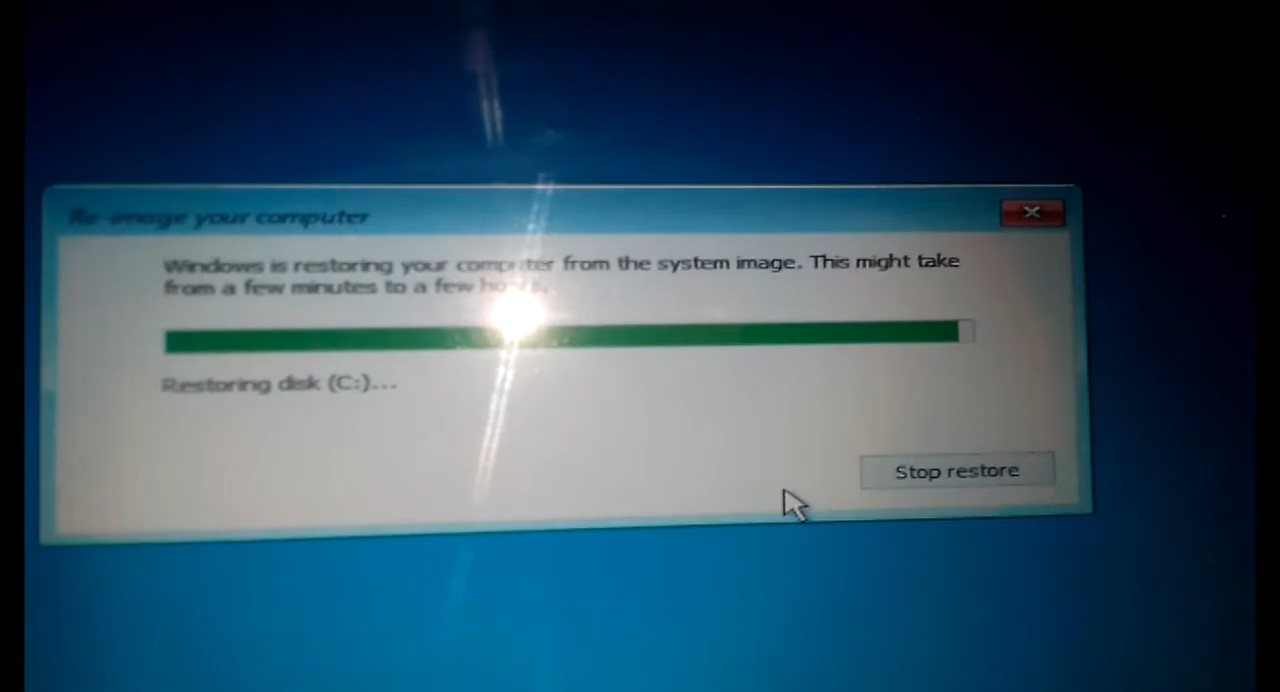 Re-image your computer
Windows is restoring your computer from the system image. This might take
from a few minutes to a few hours.
Restoring disk (C:)...
Stop restore